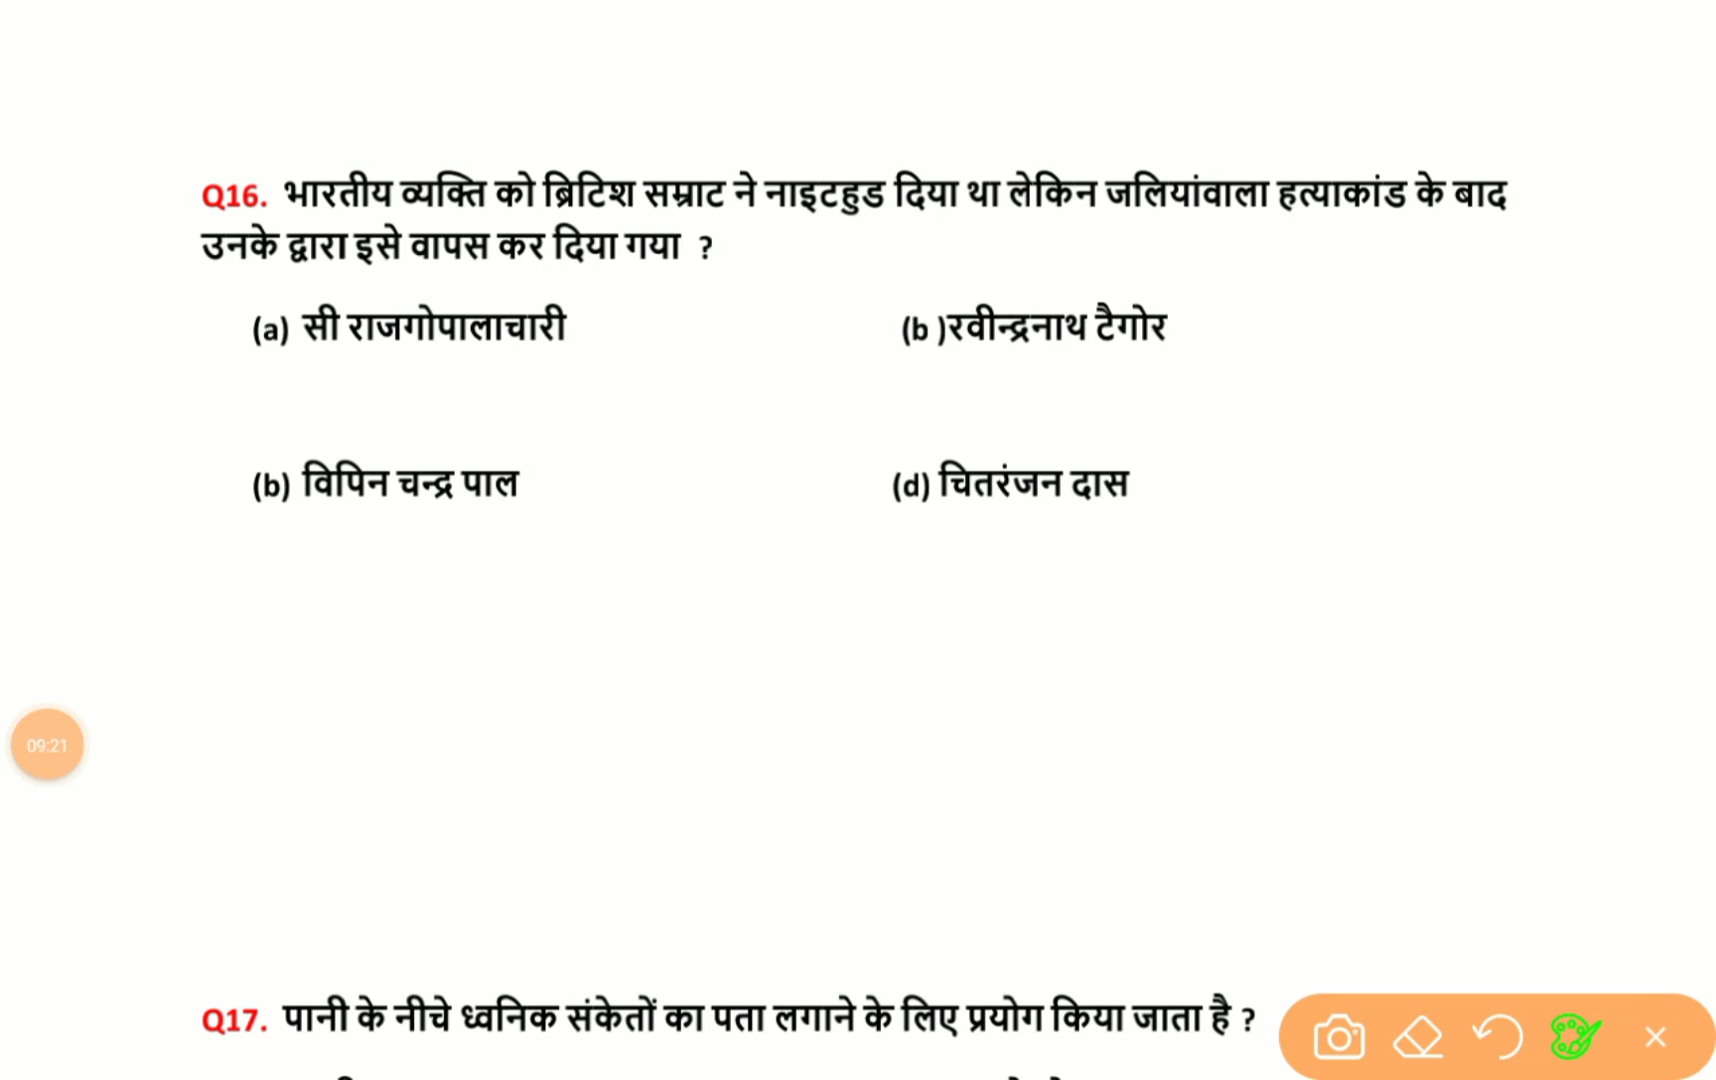 Q16. भारतीय व्यक्ति को ब्रिटिश सम्राट ने नाइटहुड दिया था लेकिन जलियांवाला हत्याकांड के बाद
उनके द्वारा इसे वापस कर दिया गया ?
(a) सी राजगोपालाचारी (b )रवीन्द्रनाथ टैगोर
(b) विपिन चन्द्र पाल (d) चितरंजन दास
09:21
Q17. पानी के नीचे ध्वनिक संकेतों का पता लगाने के लिए प्रयोग किया जाता है ?